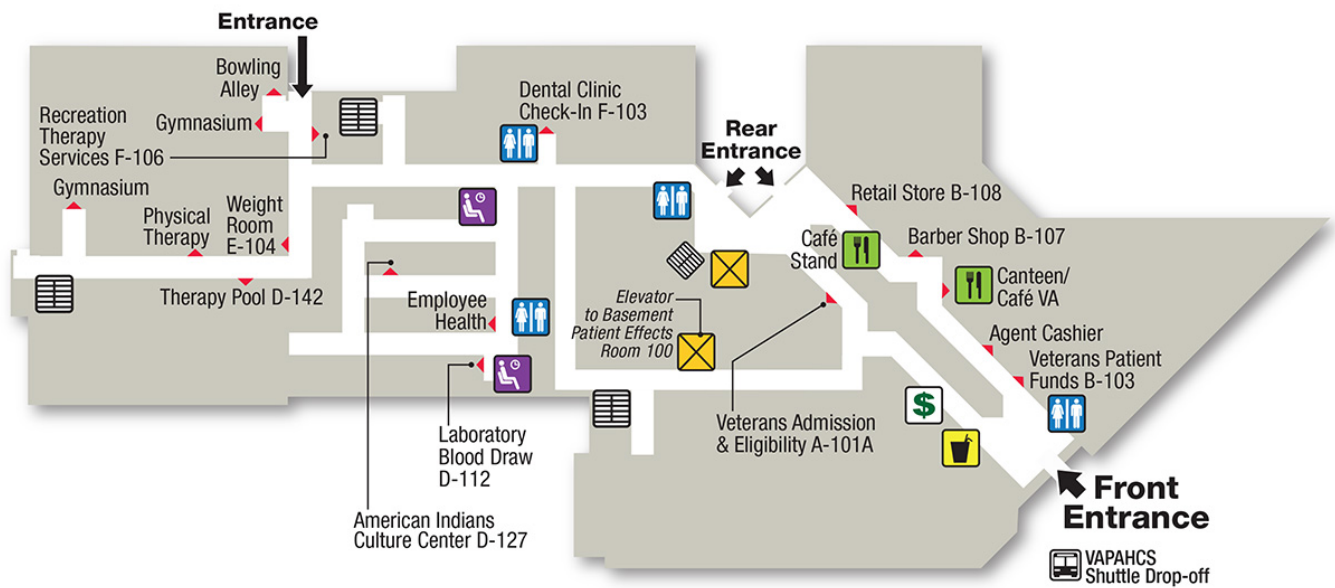 Entrance
Bowling
Alley
Gymnasium
Recreation
Therapy
Services F-106
Gymnasium
Physical
Therapy
Weight
Room
E-104
Therapy Pool D-142
Dental Clinic
Check-In F-103
Rear
Entrance
Retail Store B-108
Café
Stand
Barber Shop B-107
Canteen/
Café VA
Employee
Health
Elevator
to Basement
Patient Effects
Room 100
Agent Cashier
Veterans Patient
Funds B-103
$
Laboratory
Blood Draw
D-112
Veterans Admission
& Eligibility A-101A
American Indians
Culture Center D-127
Front
Entrance
VAPAHCS
Shuttle Drop-off